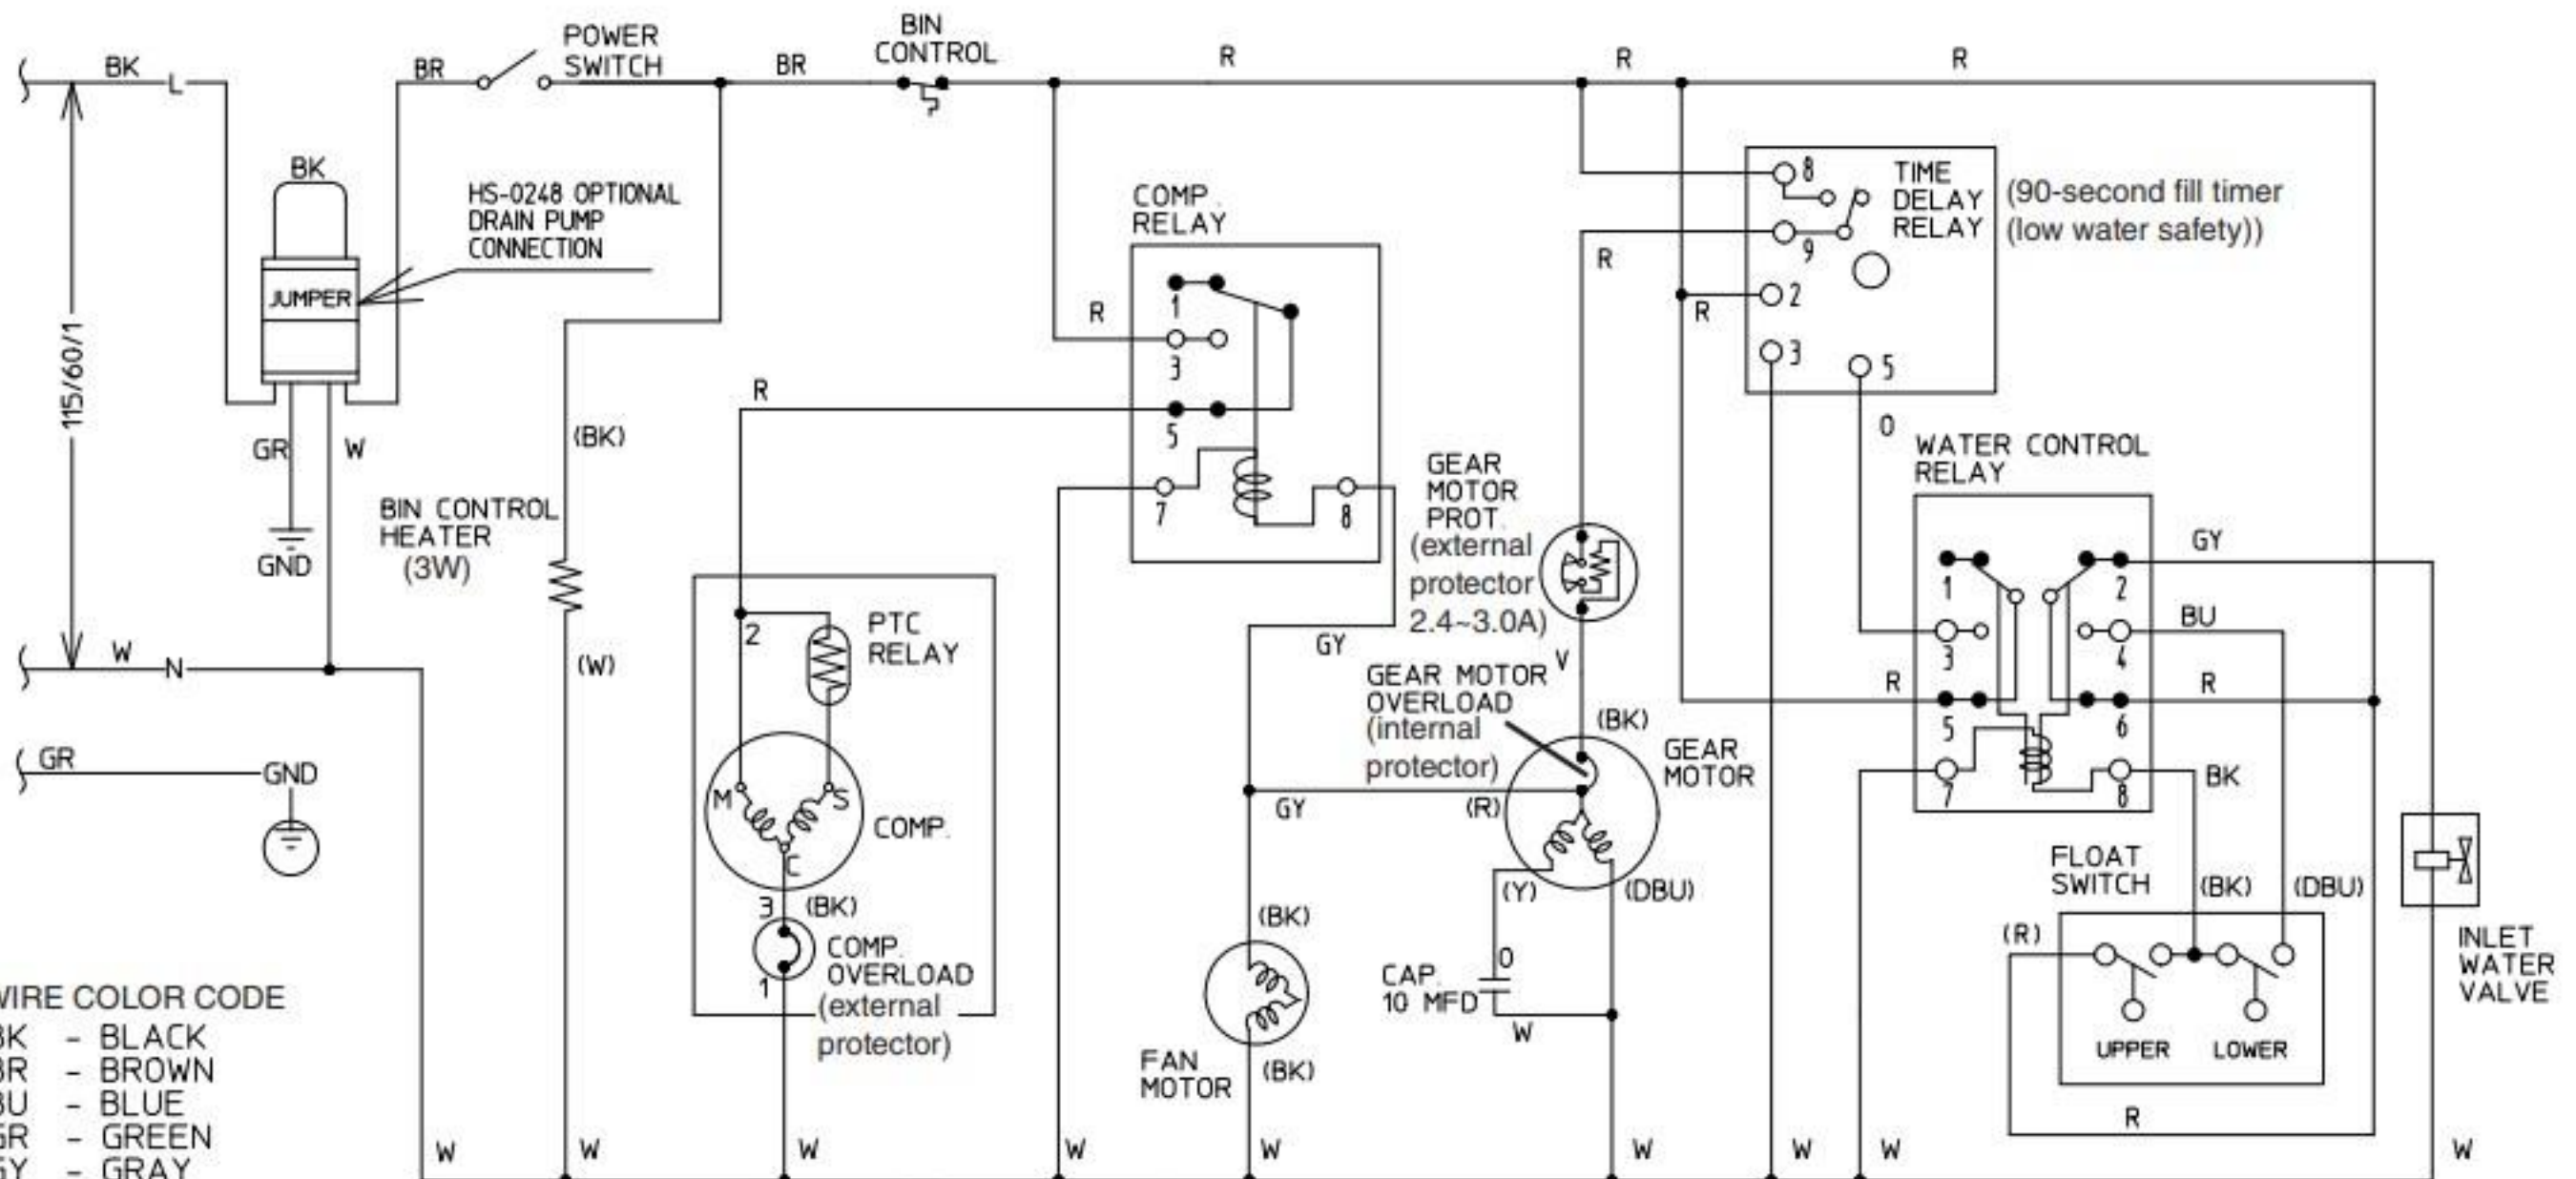 BK
L
BR
POWER
SWITCH
BR
BIN
CONTROL
R
R
R
BK
JUMPER
HS-0248 OPTIONAL
DRAIN PUMP
CONNECTION
115/60/1
GR
W
GND
BIN CONTROL
HEATER
(3W)
(BK)
(W)
W
N
GR
GND
COMP.
RELAY
R
1
3
5
7
8
R
GY
2
PTC
RELAY
M
S
C
COMP.
3
(BK)
COMP.
OVERLOAD
(external
protector)
1
TIME
DELAY
RELAY
(90-second fill timer
(low water safety))
8
9
2
3
5
R
R
O
GEAR
MOTOR
PROT.
(external
protector
2.4~3.0A)
V
GEAR MOTOR
OVERLOAD
(internal
protector)
(BK)
GEAR
MOTOR
GY
(R)
(Y)
(DBU)
CAP.
10 MFD
O
W
(BK)
FAN
MOTOR
(BK)
WATER CONTROL
RELAY
1
2
3
4
5
6
7
8
GY
BU
R
R
BK
FLOAT
SWITCH
(BK)
(DBU)
(R)
UPPER
LOWER
R
INLET
WATER
VALVE
WIRE COLOR CODE
BK - BLACK
BR - BROWN
BU - BLUE
GR - GREEN
GY - GRAY
W
W
W
W
W
W
W
W
W